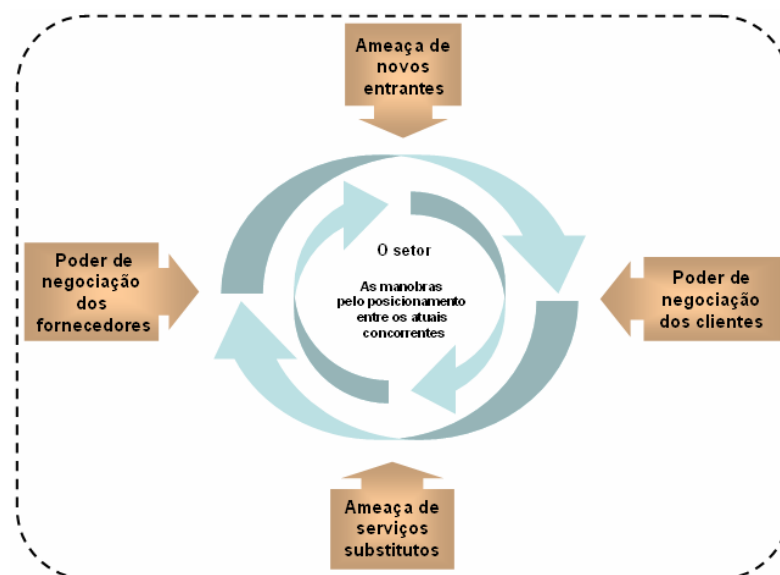 Ameaça de
novos
entrantes
Poder de
negociação
dos
fornecedores
O setor
As manobras
pelo posicionamento
entre os atuais
concorrentes
Poder de
negociação
dos clientes
Ameaça de
serviços
substitutos